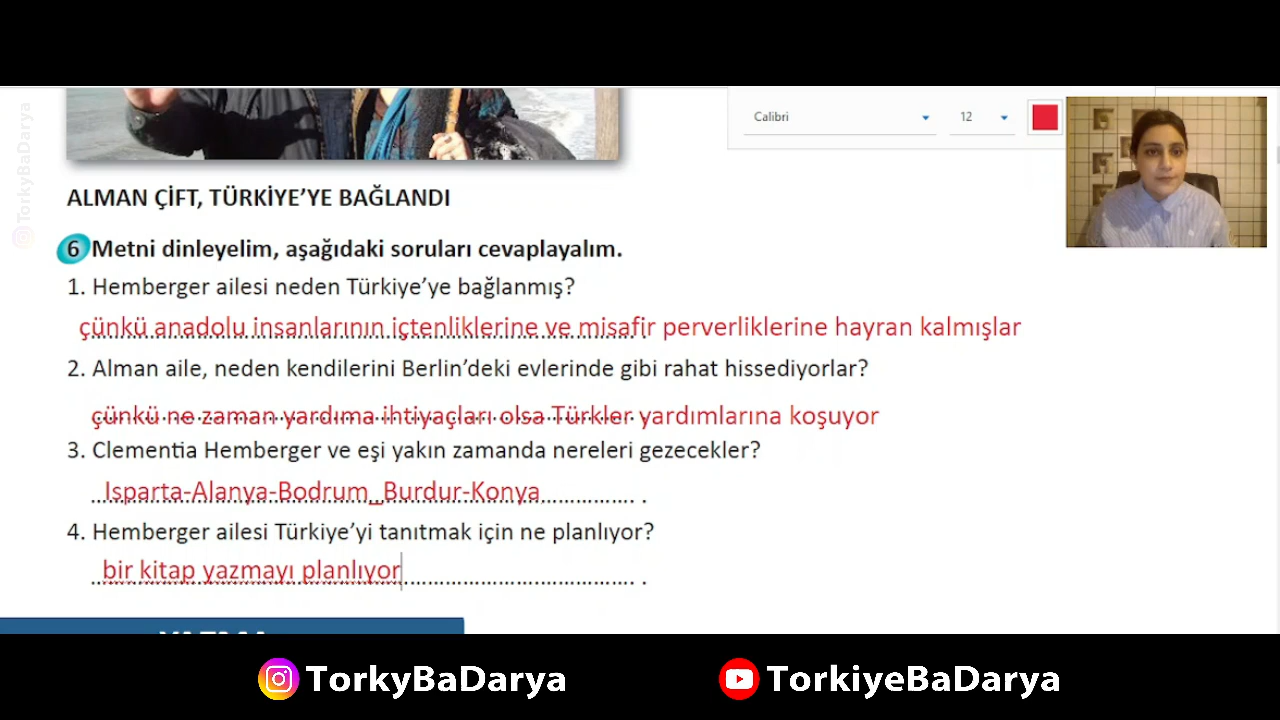 Calibri
12
TorkyBaDarya
ALMAN ÇİFT, TÜRKİYE’YE BAĞLANDI
6 Metni dinleyelim, aşağıdaki soruları cevaplayalım.
1. Hemberger ailesi neden Türkiye’ye bağlanmış?
çünkü anadolu insanlarının içtenliklerine ve misafir perverliklerine hayran kalmışlar
2. Alman aile, neden kendilerini Berlin’deki evlerinde gibi rahat hissediyorlar?
çünkü ne zaman yardıma ihtiyaçları olsa Türkler yardımlarına koşuyor
3. Clementia Hemberger ve eşi yakın zamanda nereleri gezecekler?
Isparta-Alanya-Bodrum_Burdur-Konya
4. Hemberger ailesi Türkiye’yi tanıtmak için ne planlıyor?
bir kitap yazmayı planlıyor
TorkyBaDarya
TorkiyeBaDarya